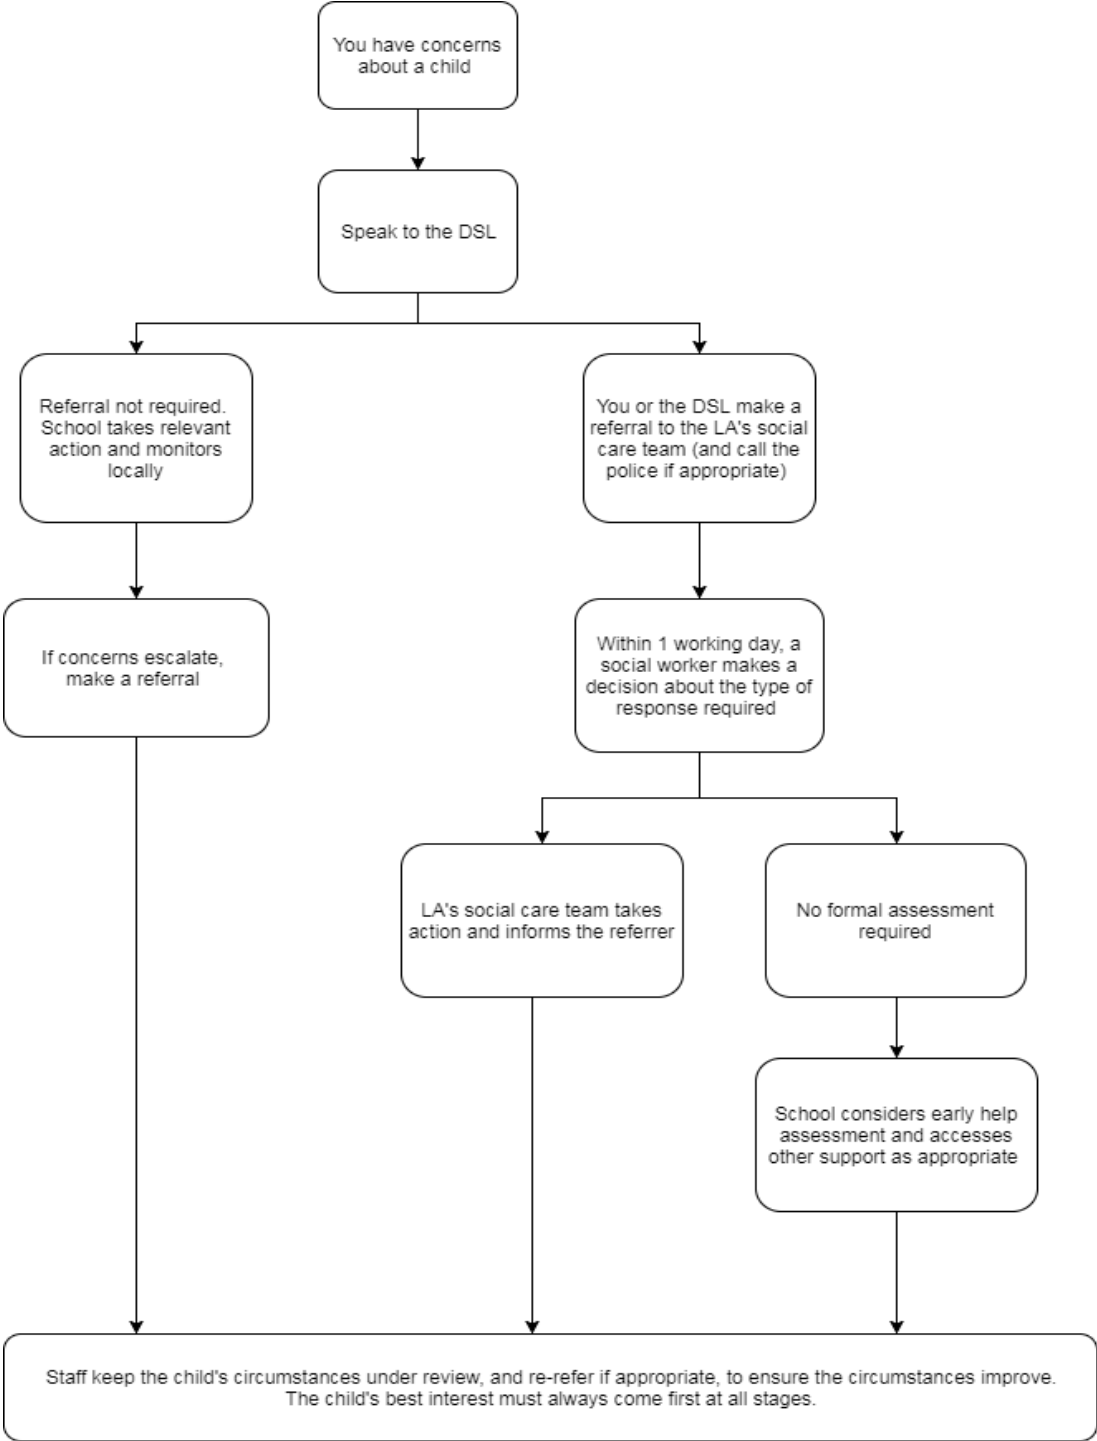 You have concerns
about a child
Speak to the DSL
Referral not required.
School takes relevant
action and monitors
locally
You or the DSL make a
referral to the LA's social
care team (and call the
police if appropriate)
If concerns escalate,
make a referral
Within 1 working day, a
social worker makes a
decision about the type of
response required
LA's social care team takes
action and informs the referrer
No formal assessment
required
School considers early help
assessment and accesses
other support as appropriate
Staff keep the child's circumstances under review, and re-refer if appropriate, to ensure the circumstances improve.
The child's best interest must always come first at all stages.